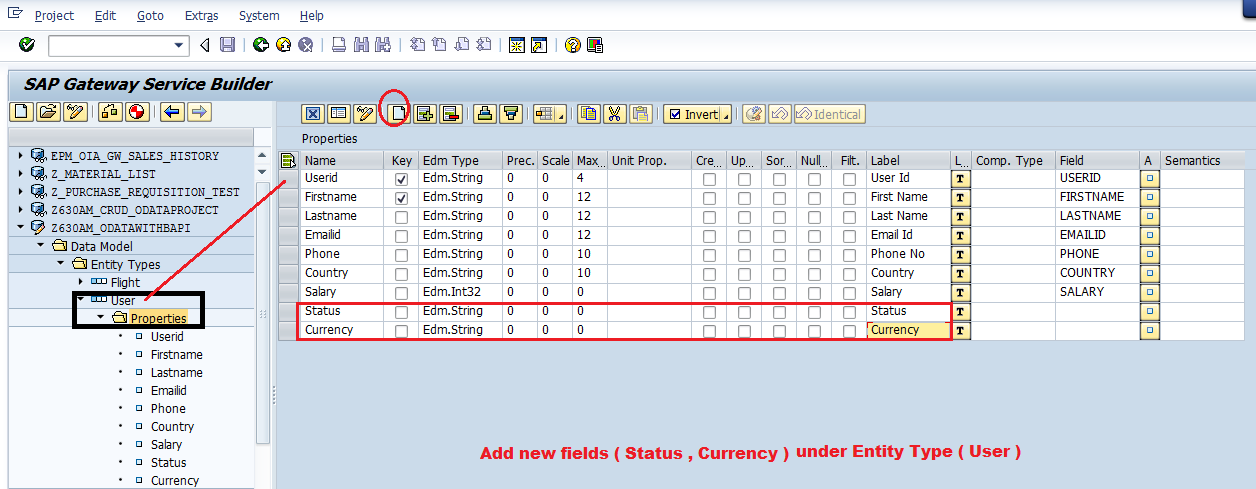 Project Edit Goto Extras System Help
SAP Gateway Service Builder
Invert Identical
Properties
Name Key Edm Type Prec. Scale Max... Unit Prop. Cre... Up... Sor... Null... Filt. Label L... Comp. Type Field A Semantics
Userid Edm.String 0 0 4 User Id T USERID
Firstname Edm.String 0 0 12 First Name T FIRSTNAME
Lastname Edm.String 0 0 12 Last Name T LASTNAME
Emailid Edm.String 0 0 12 Email Id T EMAILID
Phone Edm.String 0 0 10 Phone No T PHONE
Country Edm.String 0 0 10 Country T COUNTRY
Salary Edm.Int32 0 0 0 Salary T SALARY
Status Edm.String 0 0 0 Status T
Currency Edm.String 0 0 0 Currency T
EPM_OIA_GW_SALES_HISTORY
Z_MATERIAL_LIST
Z_PURCHASE_REQUISITION_TEST
Z630AM_CRUD_ODATAPROJECT
Z630AM_ODATAWITHBAPI
Data Model
Entity Types
Flight
User
Properties
Userid
Firstname
Lastname
Emailid
Phone
Country
Salary
Status
Currency
Add new fields ( Status , Currency ) under Entity Type ( User )